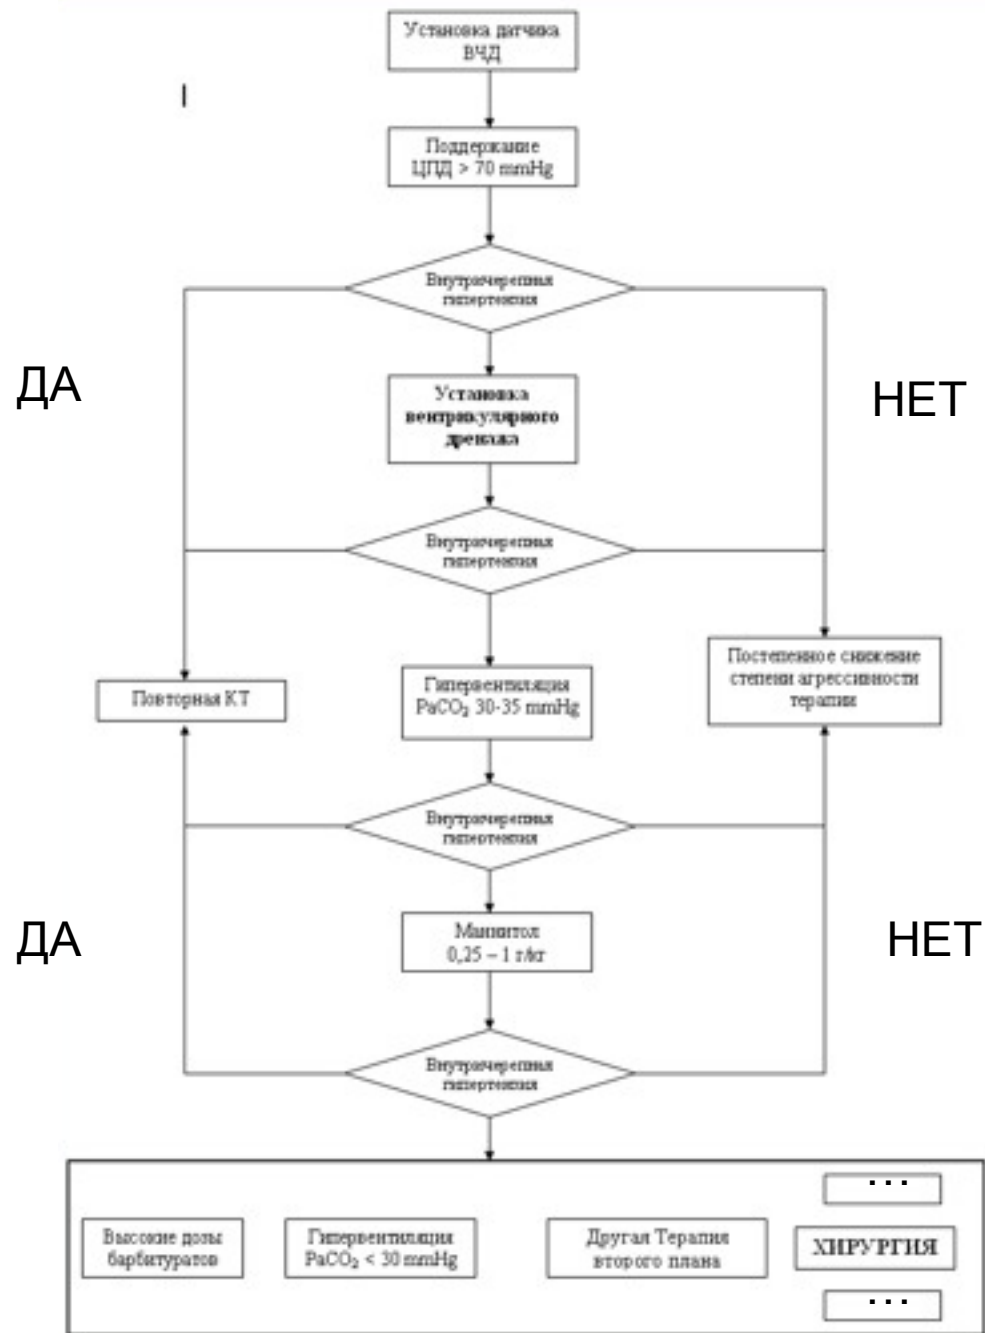 Установка датчика
ВЧД
I
Поддержание
ЦПД > 70 mmHg
Внутричерепная
гипертензия
ДА
НЕТ
Установка
вентрикулярного
дренажа
Внутричерепная
гипертензия
Повторная КТ
Гипервентиляция
PaCO₂ 30-35 mmHg
Постепенное снижение
степени агрессивности
терапии
Внутричерепная
гипертензия
ДА
НЕТ
Маннитол
0,25 – 1 г/кг
Внутричерепная
гипертензия
...
Высокие дозы
барбитуратов
Гипервентиляция
PaCO₂ < 30 mmHg
Другая Терапия
второго плана
ХИРУРГИЯ
...